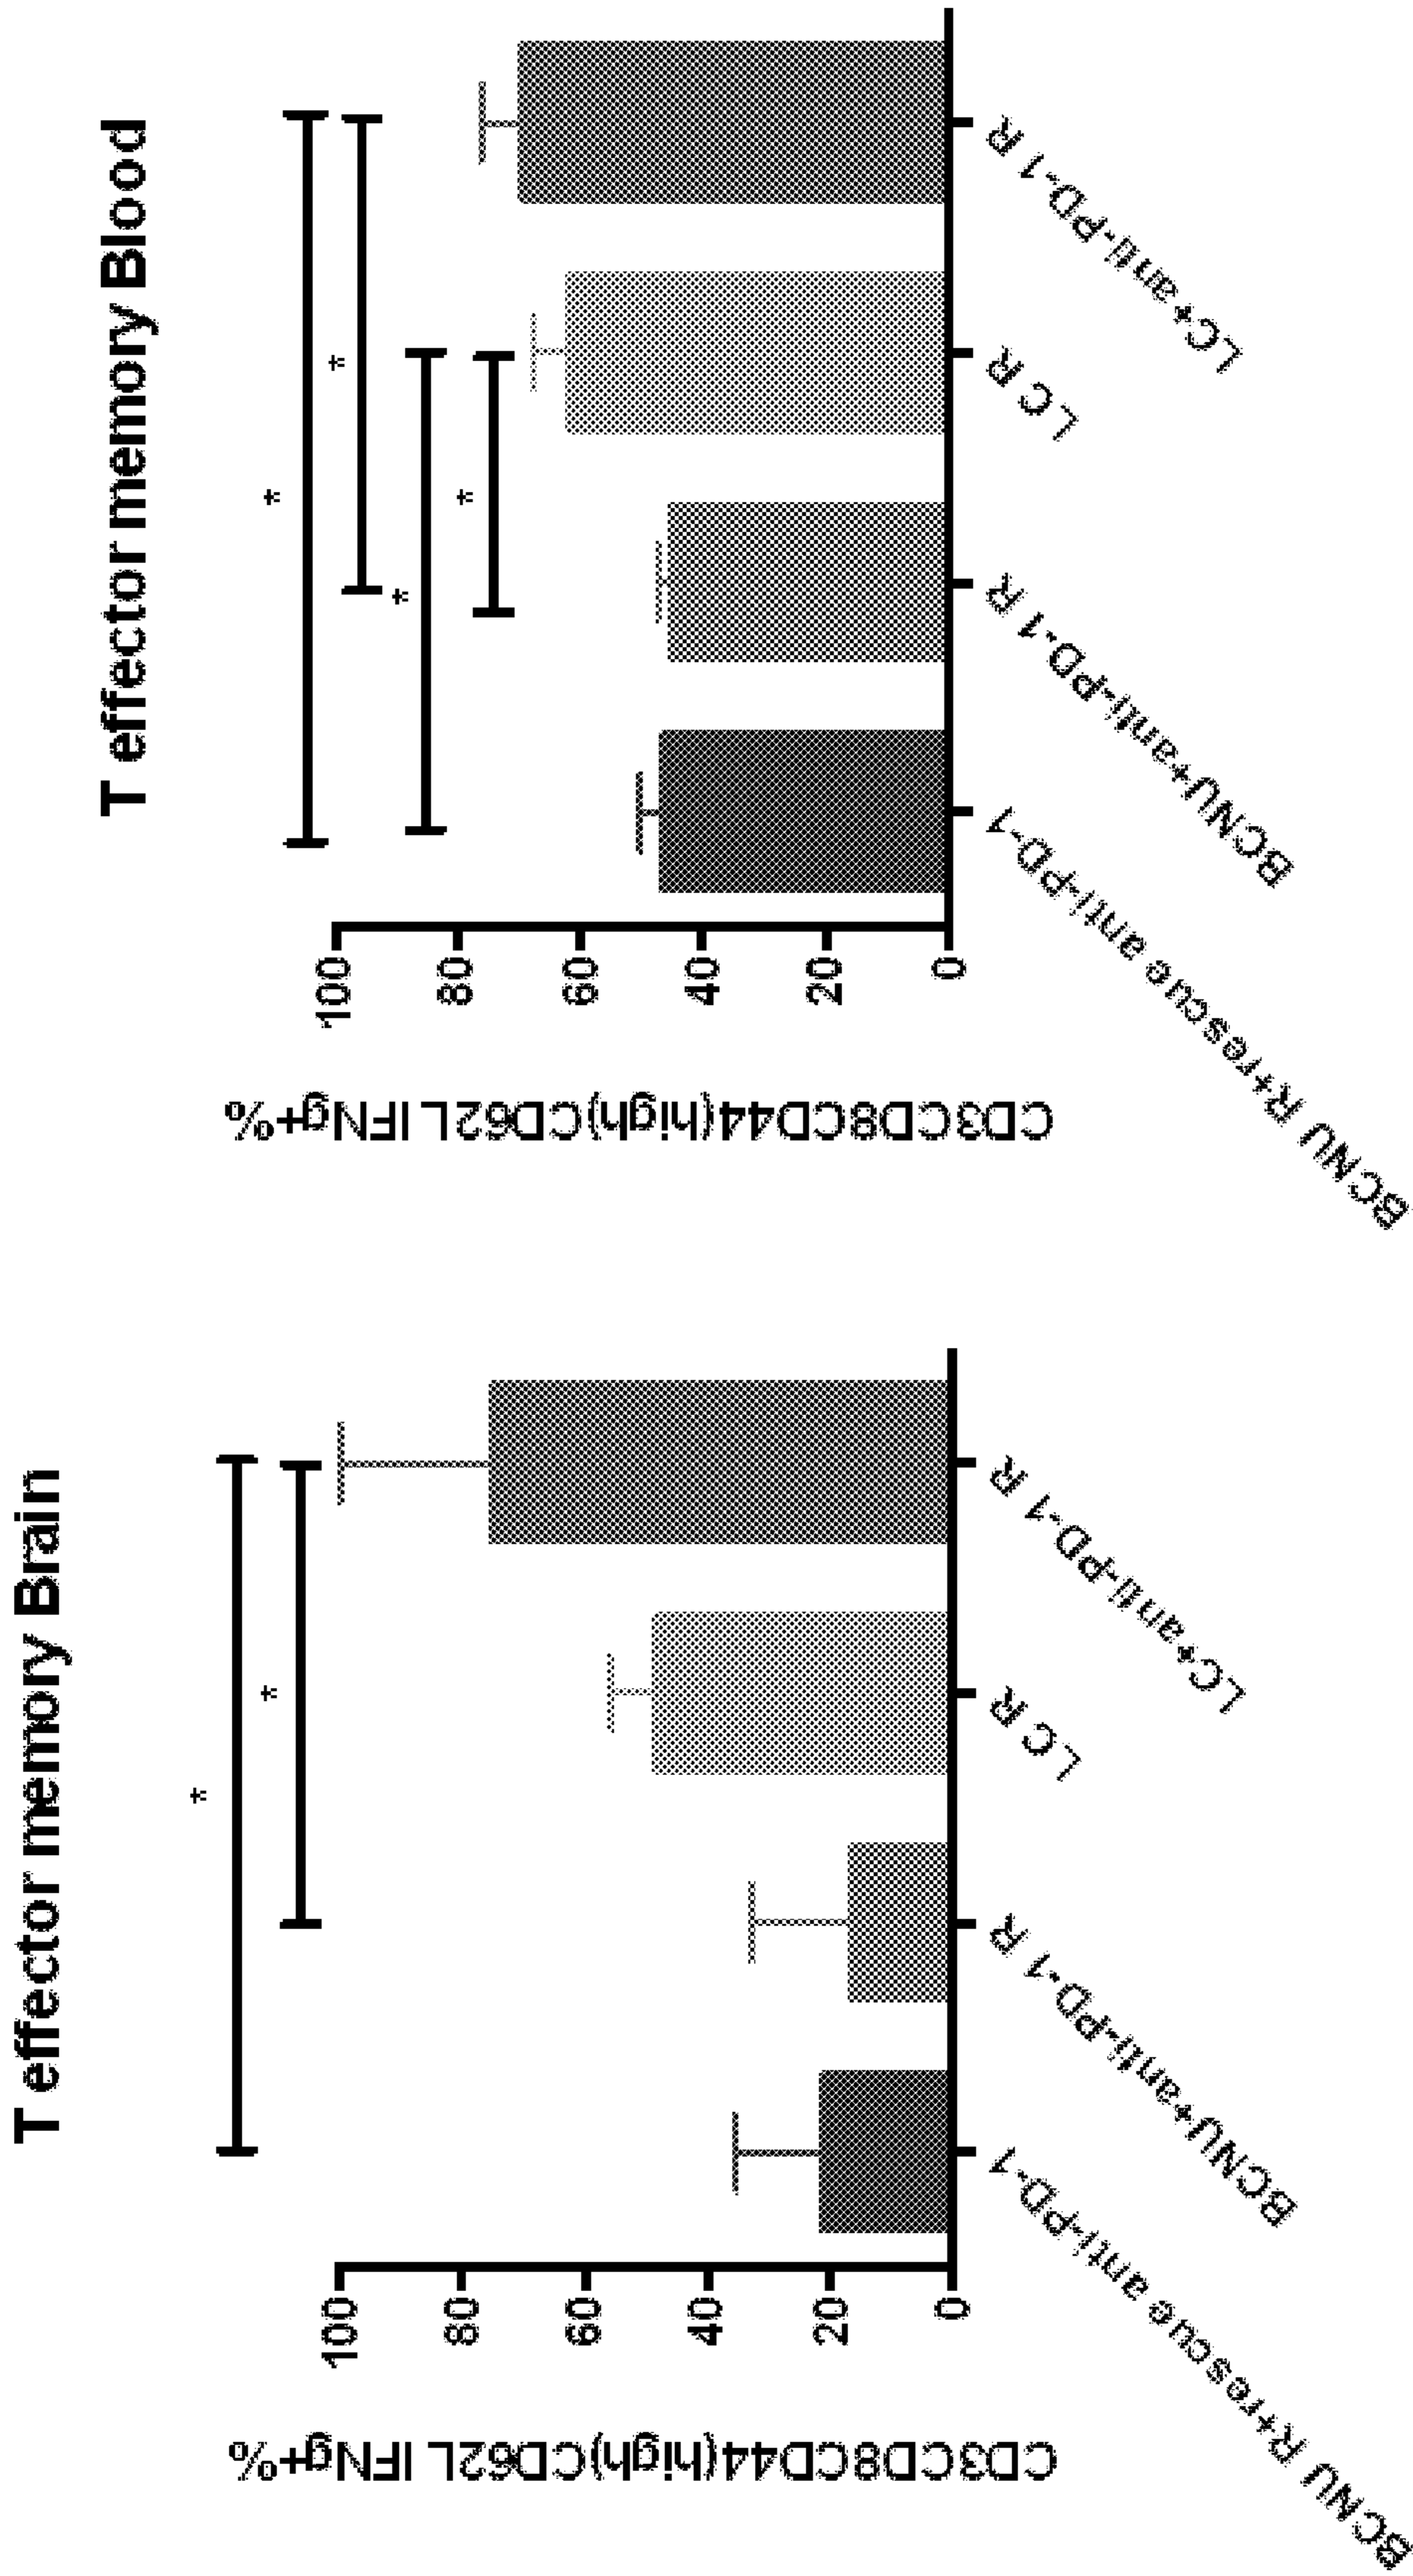 T effector memory Brain
CD3CD8CD44(high)CD62L IFNg+%
100
80
60
40
20
0
*
*
BCNU R+rescue anti-PD-1
BCNU+anti-PD-1 R
LC R
LC+anti-PD-1 R
T effector memory Blood
CD3CD8CD44(high)CD62L IFNg+%
100
80
60
40
20
0
*
*
*
*
BCNU R+rescue anti-PD-1
BCNU+anti-PD-1 R
LC R
LC+anti-PD-1 R